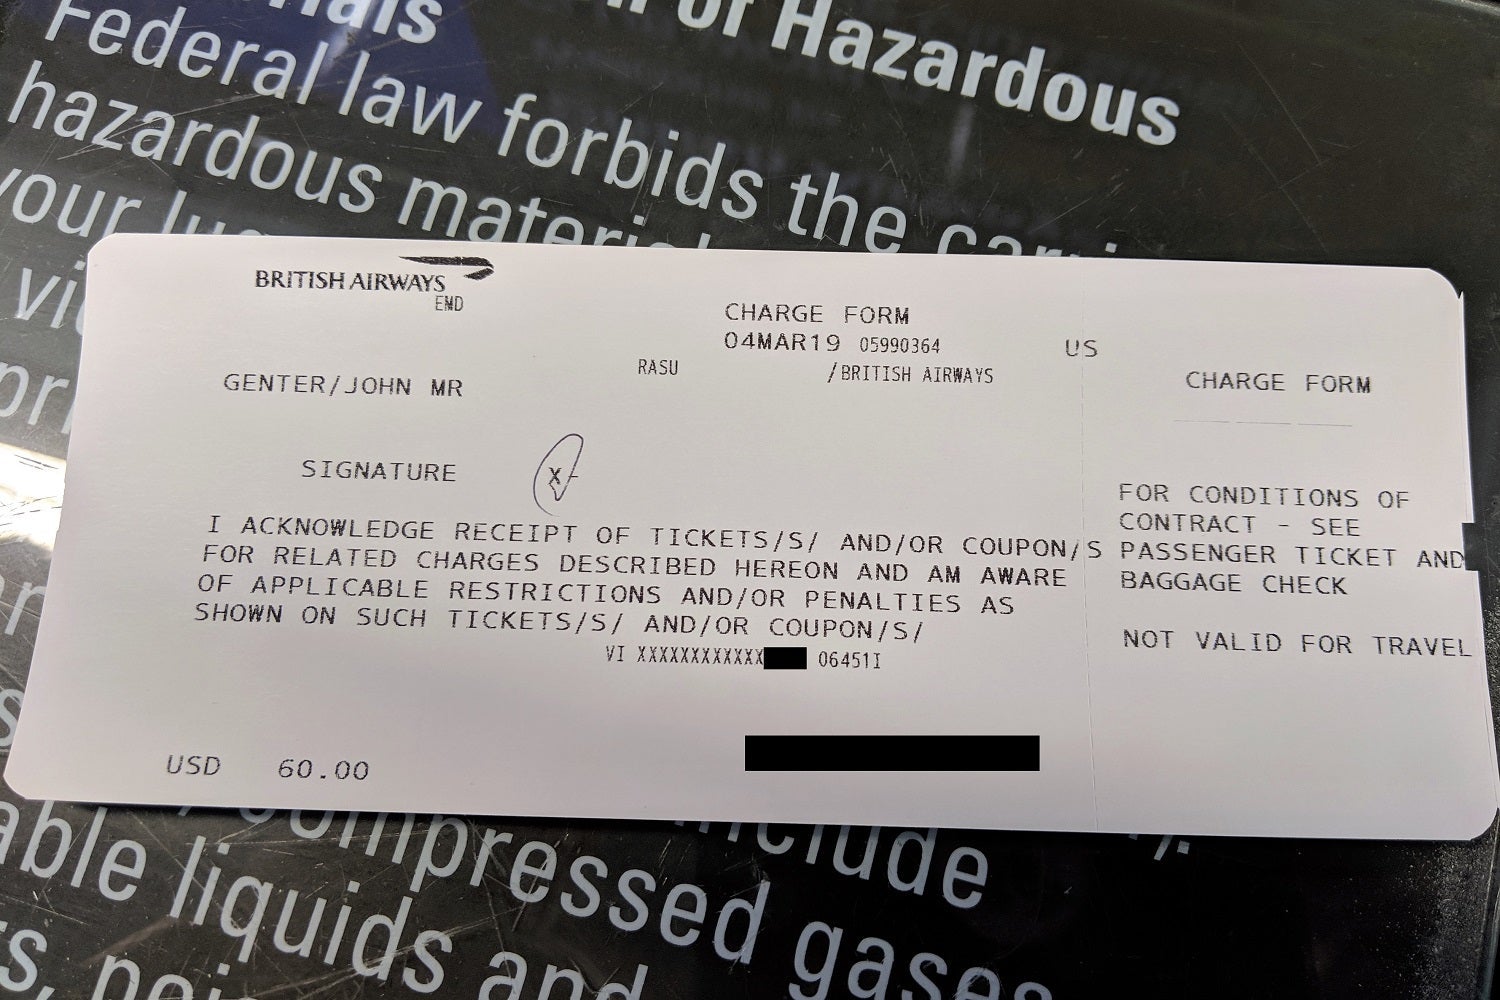 of Hazardous
Federal law forbids the
hazardous
your
BRITISH AIRWAYS
EMD
CHARGE FORM
04MAR19 05990364 US
RASU /BRITISH AIRWAYS
GENTER/JOHN MR
CHARGE FORM
SIGNATURE X
I ACKNOWLEDGE RECEIPT OF TICKETS/S/ AND/OR COUPON/S
FOR RELATED CHARGES DESCRIBED HEREON AND AM AWARE
OF APPLICABLE RESTRICTIONS AND/OR PENALTIES AS
SHOWN ON SUCH TICKETS/S/ AND/OR COUPON/S/
VI XXXXXXXXXXXX 06451I
FOR CONDITIONS OF
CONTRACT - SEE
PASSENGER TICKET AND
BAGGAGE CHECK
NOT VALID FOR TRAVEL
USD 60.00
compressed include
able liquids and gases